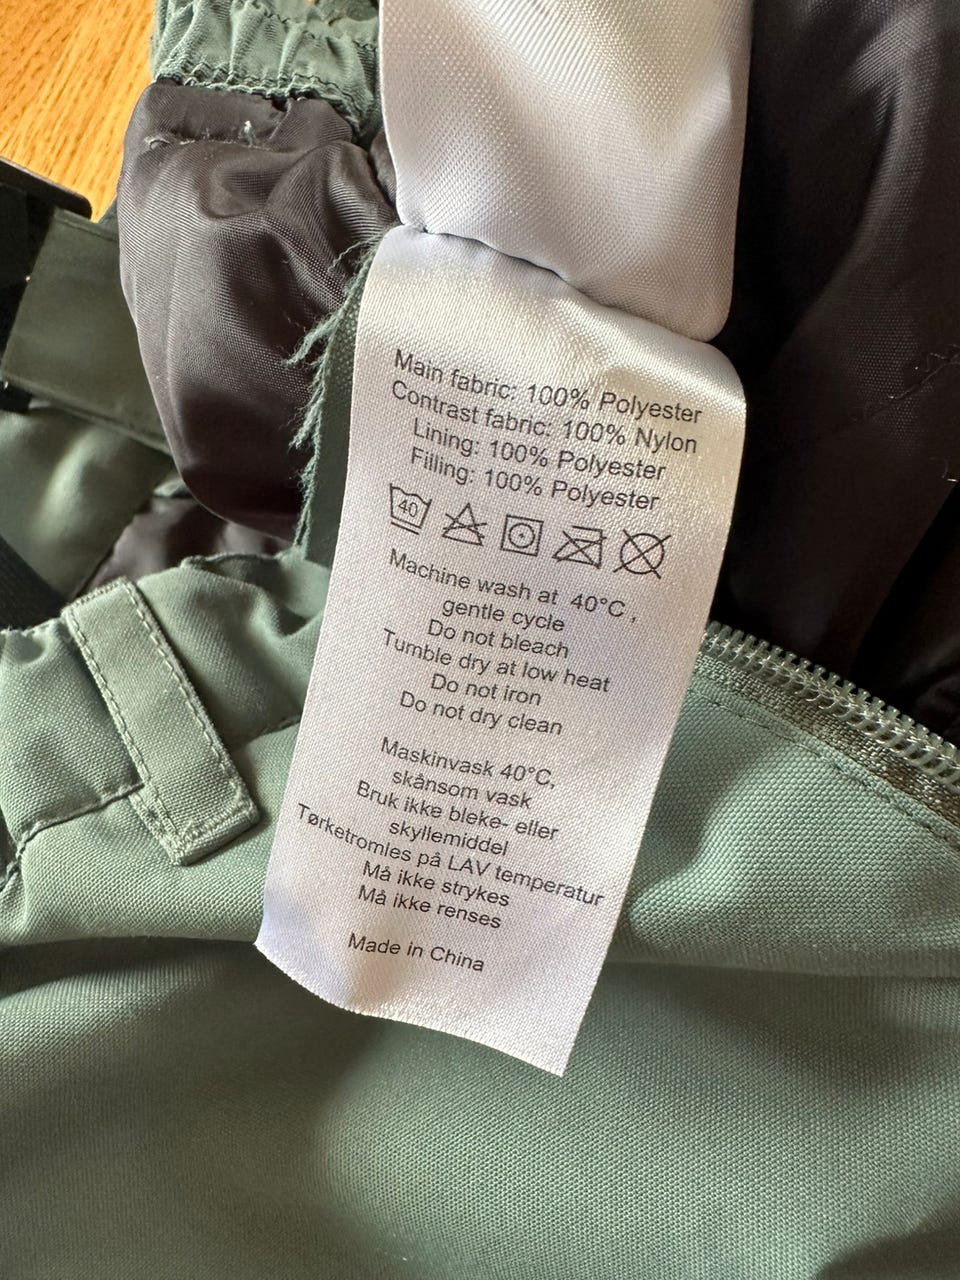 Main fabric: 100% Polyester
Contrast fabric: 100% Nylon
Lining: 100% Polyester
Filling: 100% Polyester
40
Machine wash at 40°C ,
gentle cycle
Do not bleach
Tumble dry at low heat
Do not iron
Do not dry clean
Maskinvask 40°C,
skånsom vask
Bruk ikke bleke- eller
skyllemiddel
Tørketromles på LAV temperatur
Må ikke strykes
Må ikke renses
Made in China